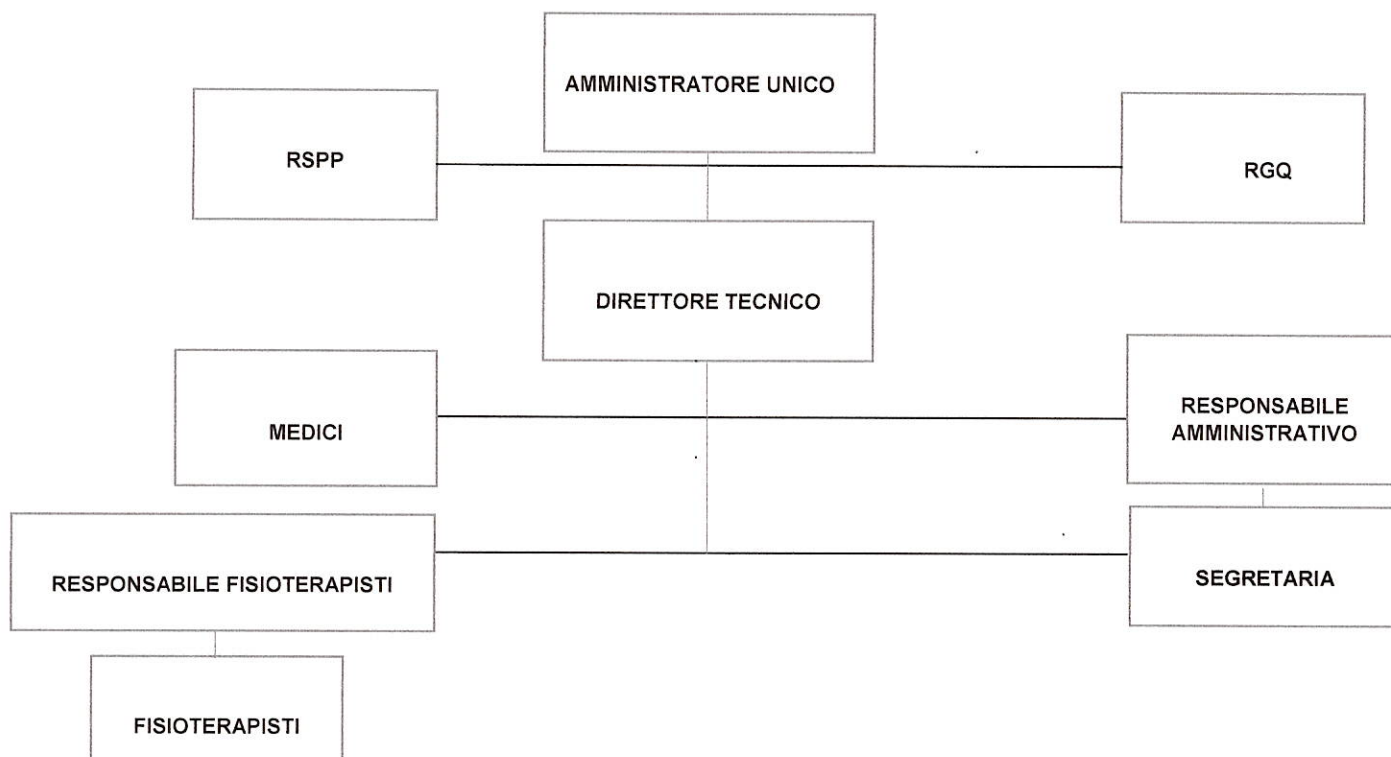 AMMINISTRATORE UNICO
RSPP
RGQ
DIRETTORE TECNICO
MEDICI
RESPONSABILE
AMMINISTRATIVO
RESPONSABILE FISIOTERAPISTI
SEGRETARIA
FISIOTERAPISTI